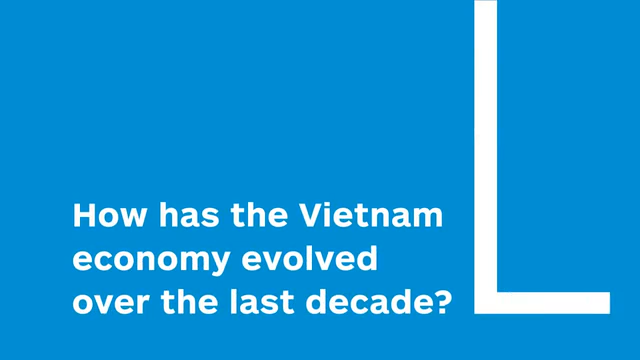 How has the Vietnam
economy evolved
over the last decade?